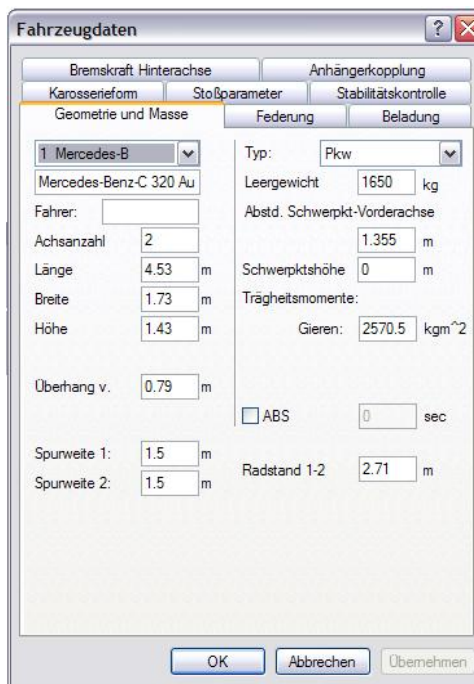 Fahrzeugdaten
Bremskraft Hinterachse Anhängerkopplung
Karosserieform Stoßparameter Stabilitätskontrolle
Geometrie und Masse Federung Beladung
1 Mercedes-B
Mercedes-Benz-C 320 Au
Fahrer:
Achsanzahl 2
Länge 4.53 m
Breite 1.73 m
Höhe 1.43 m
Überhang v. 0.79 m
Spurweite 1: 1.5 m
Spurweite 2: 1.5 m
Typ: Pkw
Leergewicht 1650 kg
Abstd. Schwerpkt-Vorderachse
1.355 m
Schwerpktshöhe 0 m
Trägheitsmomente:
Gieren: 2570.5 kgm^2
ABS 0 sec
Radstand 1-2 2.71 m
OK Abbrechen Übernehmen